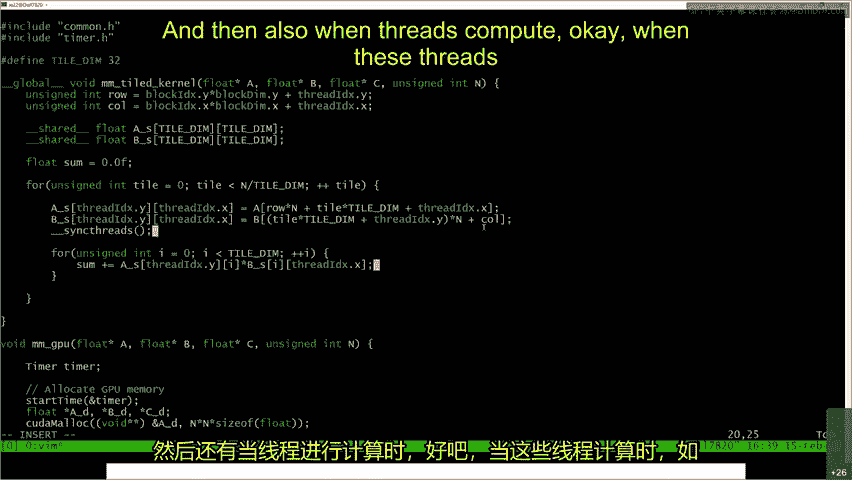 #include "common.h"
#include "timer.h"
And then also when threads compute, okay, when
these threads
#define TILE_DIM 32
__global__ void mm_tiled_kernel(float* A, float* B, float* C, unsigned int N) {
unsigned int row = blockIdx.y*blockDim.y + threadIdx.y;
unsigned int col = blockIdx.x*blockDim.x + threadIdx.x;
__shared__ float A_s[TILE_DIM][TILE_DIM];
__shared__ float B_s[TILE_DIM][TILE_DIM];
float sum = 0.0f;
for(unsigned int tile = 0; tile < N/TILE_DIM; ++ tile) {
A_s[threadIdx.y][threadIdx.x] = A[row*N + tile*TILE_DIM + threadIdx.x];
B_s[threadIdx.y][threadIdx.x] = B[(tile*TILE_DIM + threadIdx.y)*N + col];
__syncthreads();
for(unsigned int i = 0; i < TILE_DIM; ++i) {
sum += A_s[threadIdx.y][i]*B_s[i][threadIdx.x];
}
}
}
void mm_gpu(float* A, float* B, float* C, unsigned int N) {
Timer timer;
// Allocate GPU memory
startTime(&timer);
float *A_d, *B_d, *C_d;
cudaMalloc((void**) &A_d, N*N*sizeof(float));
-- INSERT --
20,25
然后还有当线程进行计算时，好吧，当这些线程计算时，如
+26